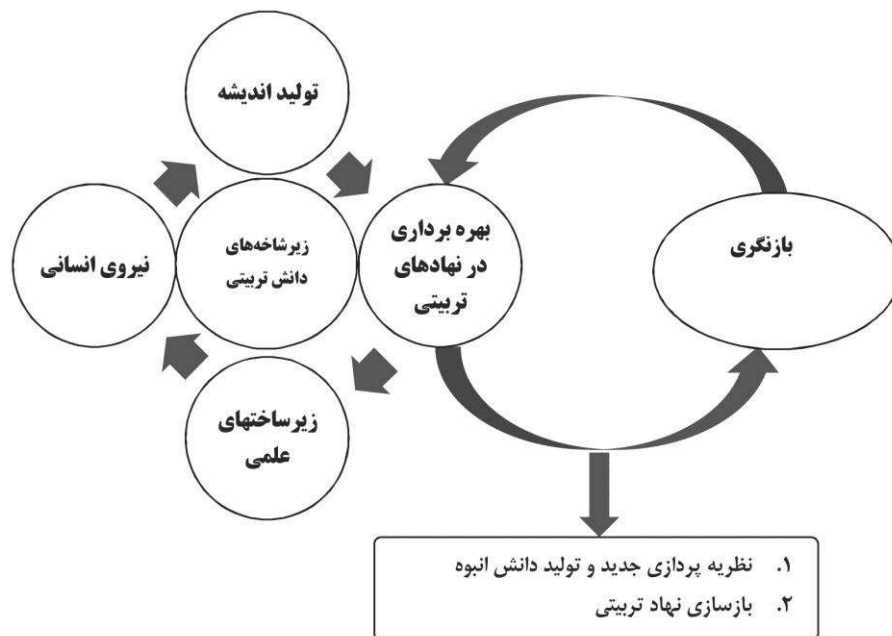 تولید اندیشه
بهره برداری
در نهادهای
تربیتی
بازنگری
زیرشاخه‌های
دانش تربیتی
نیروی انسانی
زیرساختهای
علمی
۱. نظریه پردازی جدید و تولید دانش انبوه
۲. بازسازی نهاد تربیتی